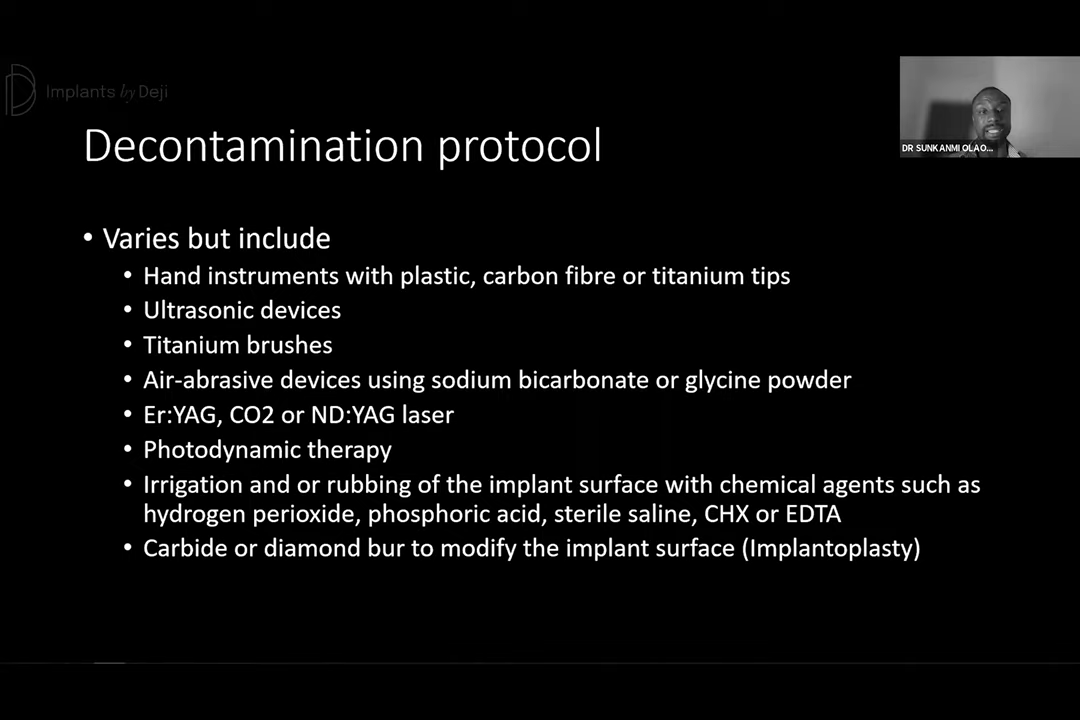 Implants by Deji
DR SUNKANMI OLAO...
Decontamination protocol
• Varies but include
• Hand instruments with plastic, carbon fibre or titanium tips
• Ultrasonic devices
• Titanium brushes
• Air-abrasive devices using sodium bicarbonate or glycine powder
• Er:YAG, CO2 or ND:YAG laser
• Photodynamic therapy
• Irrigation and or rubbing of the implant surface with chemical agents such as
hydrogen perioxide, phosphoric acid, sterile saline, CHX or EDTA
• Carbide or diamond bur to modify the implant surface (Implantoplasty)